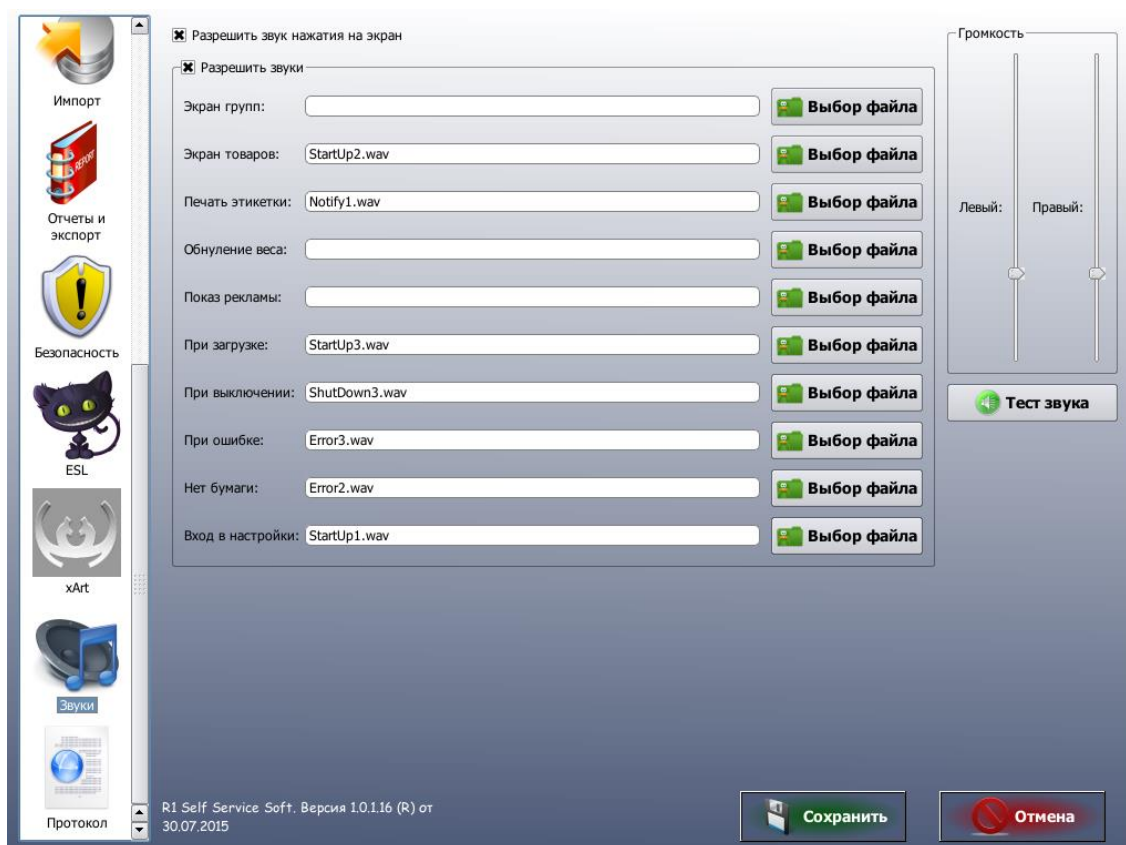 Импорт
REPORT
Отчеты и
экспорт
Безопасность
ESL
xArt
Звуки
Протокол
Разрешить звук нажатия на экран
Разрешить звуки
Экран групп:
Выбор файла
Экран товаров: StartUp2.wav Выбор файла
Печать этикетки: Notify1.wav Выбор файла
Обнуление веса: Выбор файла
Показ рекламы: Выбор файла
При загрузке: StartUp3.wav Выбор файла
При выключении: ShutDown3.wav Выбор файла
При ошибке: Error3.wav Выбор файла
Нет бумаги: Error2.wav Выбор файла
Вход в настройки: StartUp1.wav Выбор файла
Громкость
Левый: Правый:
Тест звука
R1 Self Service Soft. Версия 1.0.1.16 (R) от
30.07.2015
Сохранить
Отмена